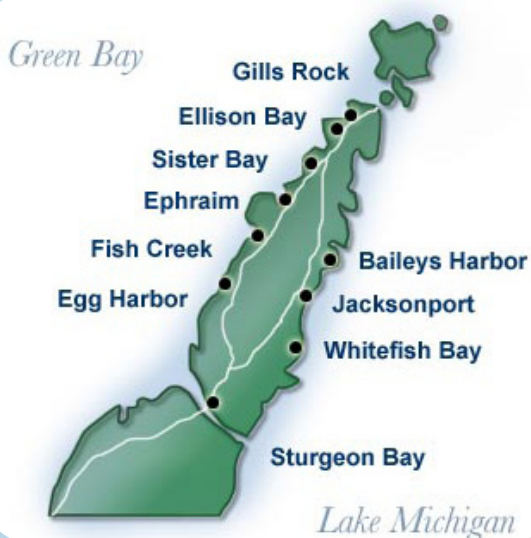 Green Bay
Gills Rock
Ellison Bay
Sister Bay
Ephraim
Fish Creek
Baileys Harbor
Egg Harbor
Jacksonport
Whitefish Bay
Sturgeon Bay
Lake Michigan